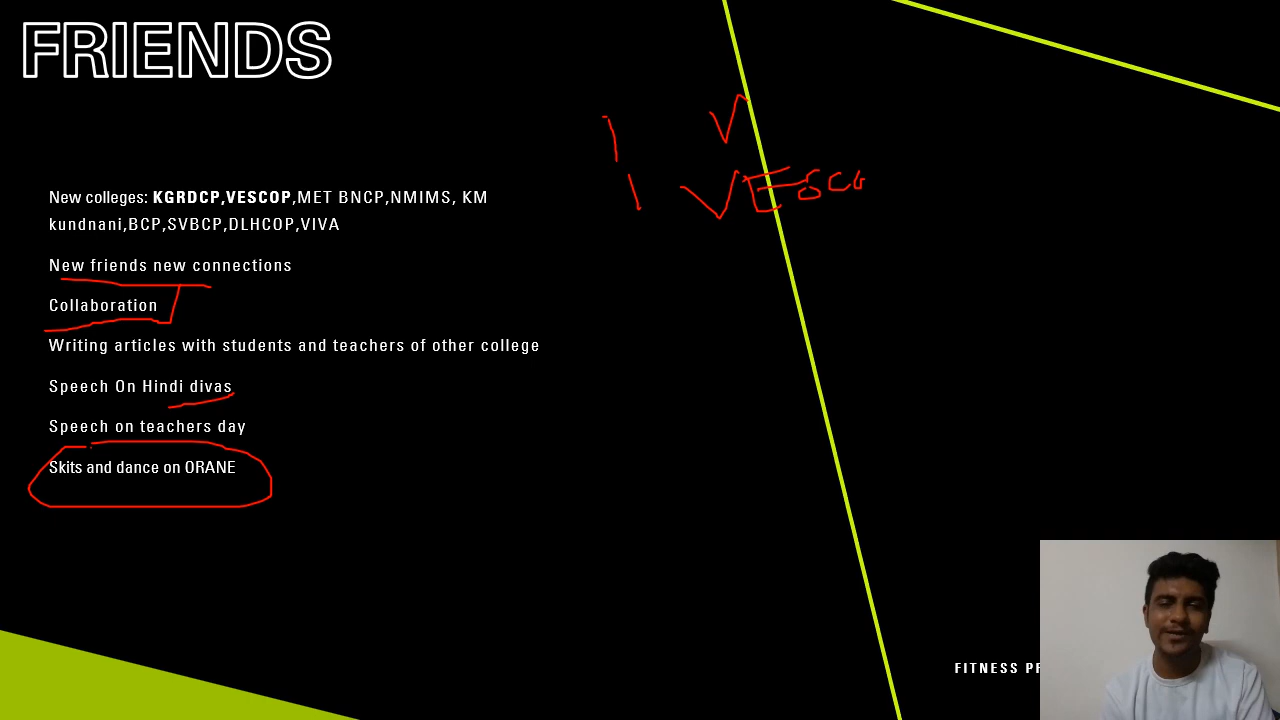 FRIENDS
New colleges: KGRDCP,VESCOP,MET BNCP,NMIMS, KM
kundnani,BCP,SVBCP,DLHCOP,VIVA
New friends new connections
Collaboration
Writing articles with students and teachers of other college
Speech On Hindi divas
Speech on teachers day
Skits and dance on ORANE
FITNESS